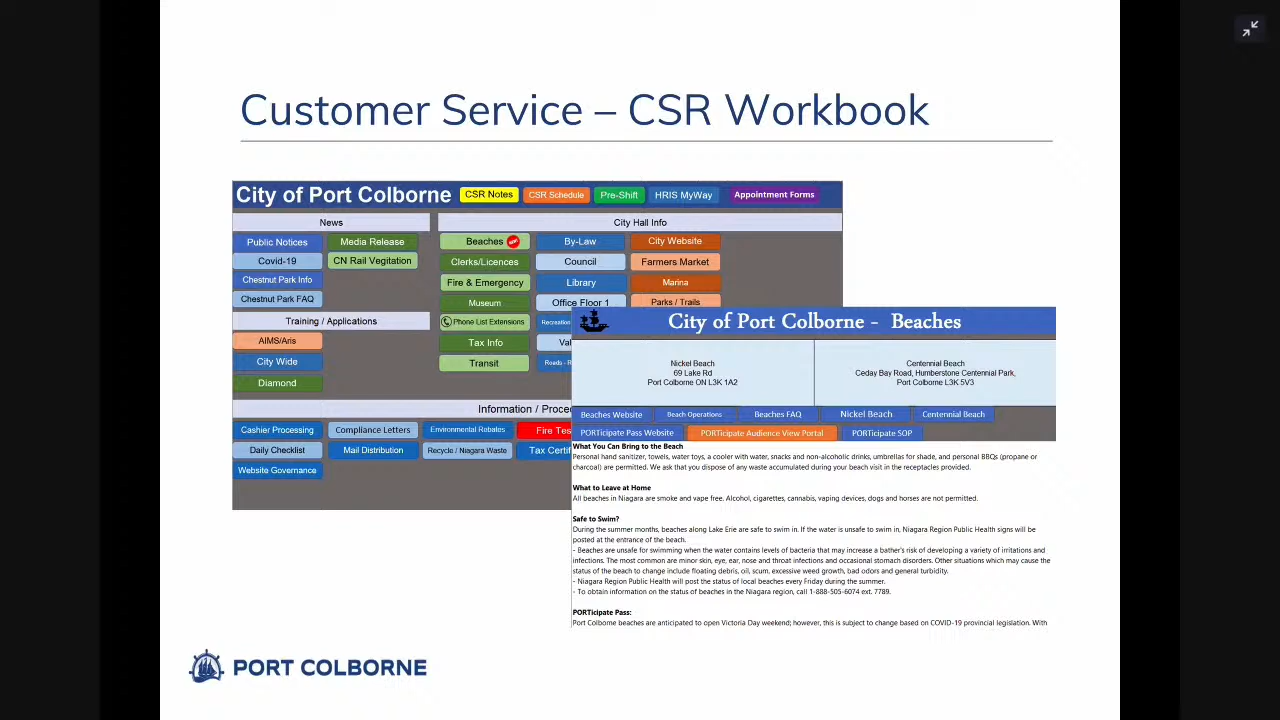 Customer Service – CSR Workbook
City of Port Colborne
CSR Notes
CSR Schedule
Pre-Shift
HRIS MyWay
Appointment Forms
News
City Hall Info
Public Notices
Media Release
Covid-19
CN Rail Vegitation
Chestnut Park Info
Chestnut Park FAQ
Training / Applications
AIMS/Aris
City Wide
Diamond
Beaches
By-Law
City Website
Clerks/Licences
Council
Farmers Market
Fire & Emergency
Library
Marina
Museum
Office Floor 1
Parks / Trails
Phone List Extensions
Tax Info
Transit
Cashier Processing
Compliance Letters
Environmental Rebates
Daily Checklist
Mail Distribution
Recycle / Niagara Waste
Website Governance
City of Port Colborne - Beaches
Nickel Beach
69 Lake Rd
Port Colborne ON L3K 1A2
Centennial Beach
Ceday Bay Road, Humberstone Centennial Park,
Port Colborne L3K 5V3
Beaches Website
Beach Operations
Beaches FAQ
Nickel Beach
Centennial Beach
PORTicipate Pass Website
PORTicipate Audience View Portal
PORTicipate SOP
What You Can Bring to the Beach
Personal hand sanitizer, towels, water toys, a cooler with water, snacks and non-alcoholic drinks, umbrellas for shade, and personal BBQs (propane or
charcoal) are permitted. We ask that you dispose of any waste accumulated during your beach visit in the receptacles provided.
What to Leave at Home
All beaches in Niagara are smoke and vape free. Alcohol, cigarettes, cannabis, vaping devices, dogs and horses are not permitted.
Safe to Swim?
During the summer months, beaches along Lake Erie are safe to swim in. If the water is unsafe to swim in, Niagara Region Public Health signs will be
posted at the entrance of the beach.
- Beaches are unsafe for swimming when the water contains levels of bacteria that may increase a bather's risk of developing a variety of irritations and
infections. The most common are minor skin, eye, ear, nose and throat infections and occasional stomach disorders. Other situations which may cause the
status of the beach to change include floating debris, oil, scum, excessive weed growth, bad odors and general turbidity.
- Niagara Region Public Health will post the status of local beaches every Friday during the summer.
- To obtain information on the status of beaches in the Niagara region, call 1-888-505-6074 ext. 7789.
PORTicipate Pass:
Port Colborne beaches are anticipated to open Victoria Day weekend; however, this is subject to change based on COVID-19 provincial legislation. With
PORT COLBORNE